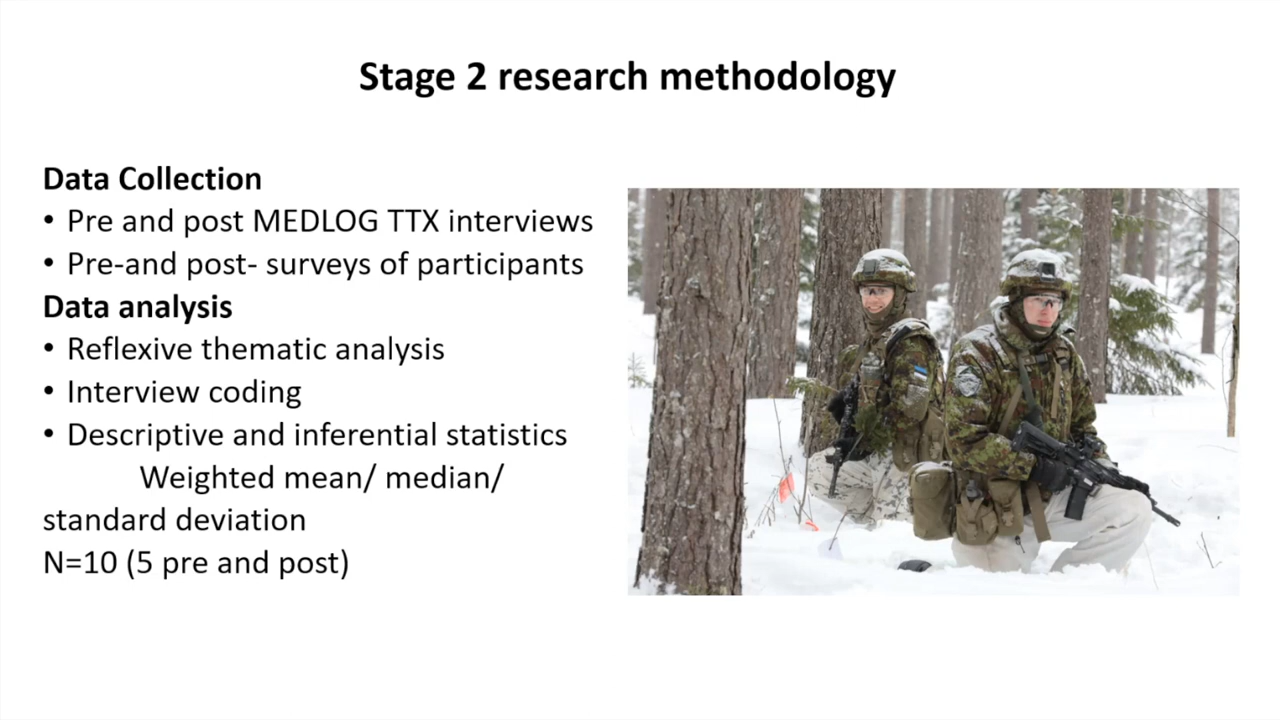 Stage 2 research methodology
Data Collection
• Pre and post MEDLOG TTX interviews
• Pre-and post- surveys of participants
Data analysis
• Reflexive thematic analysis
• Interview coding
• Descriptive and inferential statistics
Weighted mean/ median/
standard deviation
N=10 (5 pre and post)